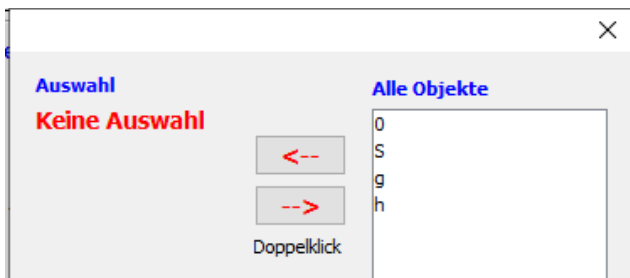 Auswahl
Keine Auswahl
<--
-->
Doppelklick
Alle Objekte
0
S
g
h